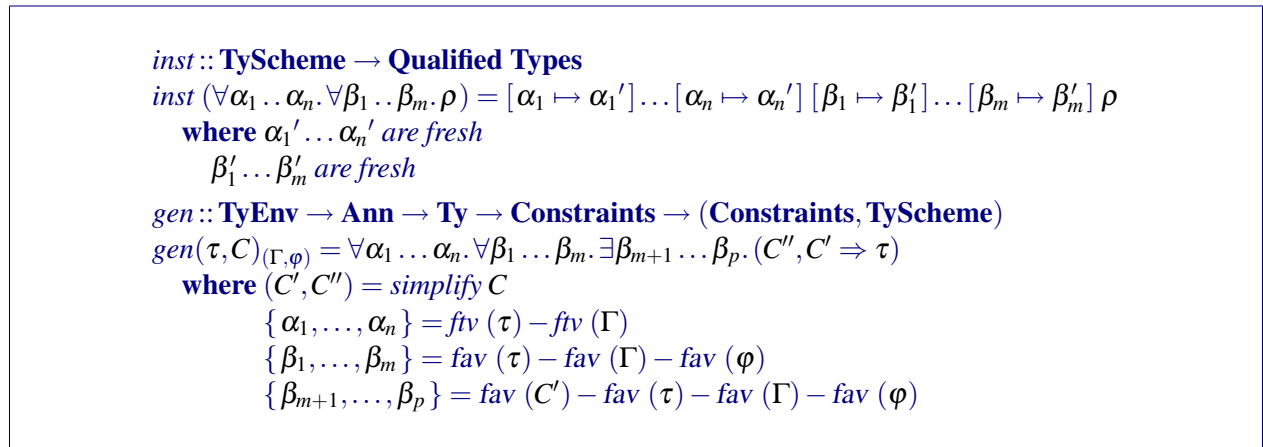 inst :: TyScheme → Qualified Types
inst (∀α₁ . . αₙ. ∀β₁ . . βₘ. ρ) = [α₁ ↦ α₁′] … [αₙ ↦ αₙ′] [β₁ ↦ β₁′] … [βₘ ↦ βₘ′] ρ
where α₁′ … αₙ′ are fresh
β₁′ … βₘ′ are fresh
gen :: TyEnv → Ann → Ty → Constraints → (Constraints, TyScheme)
gen(τ, C)₍Γ,φ₎ = ∀α₁ … αₙ. ∀β₁ … βₘ. ∃βₘ₊₁ … βₚ. (C′′, C′ ⇒ τ)
where (C′, C′′) = simplify C
{α₁, …, αₙ} = ftv (τ) − ftv (Γ)
{β₁, …, βₘ} = fav (τ) − fav (Γ) − fav (φ)
{βₘ₊₁, …, βₚ} = fav (C′) − fav (τ) − fav (Γ) − fav (φ)